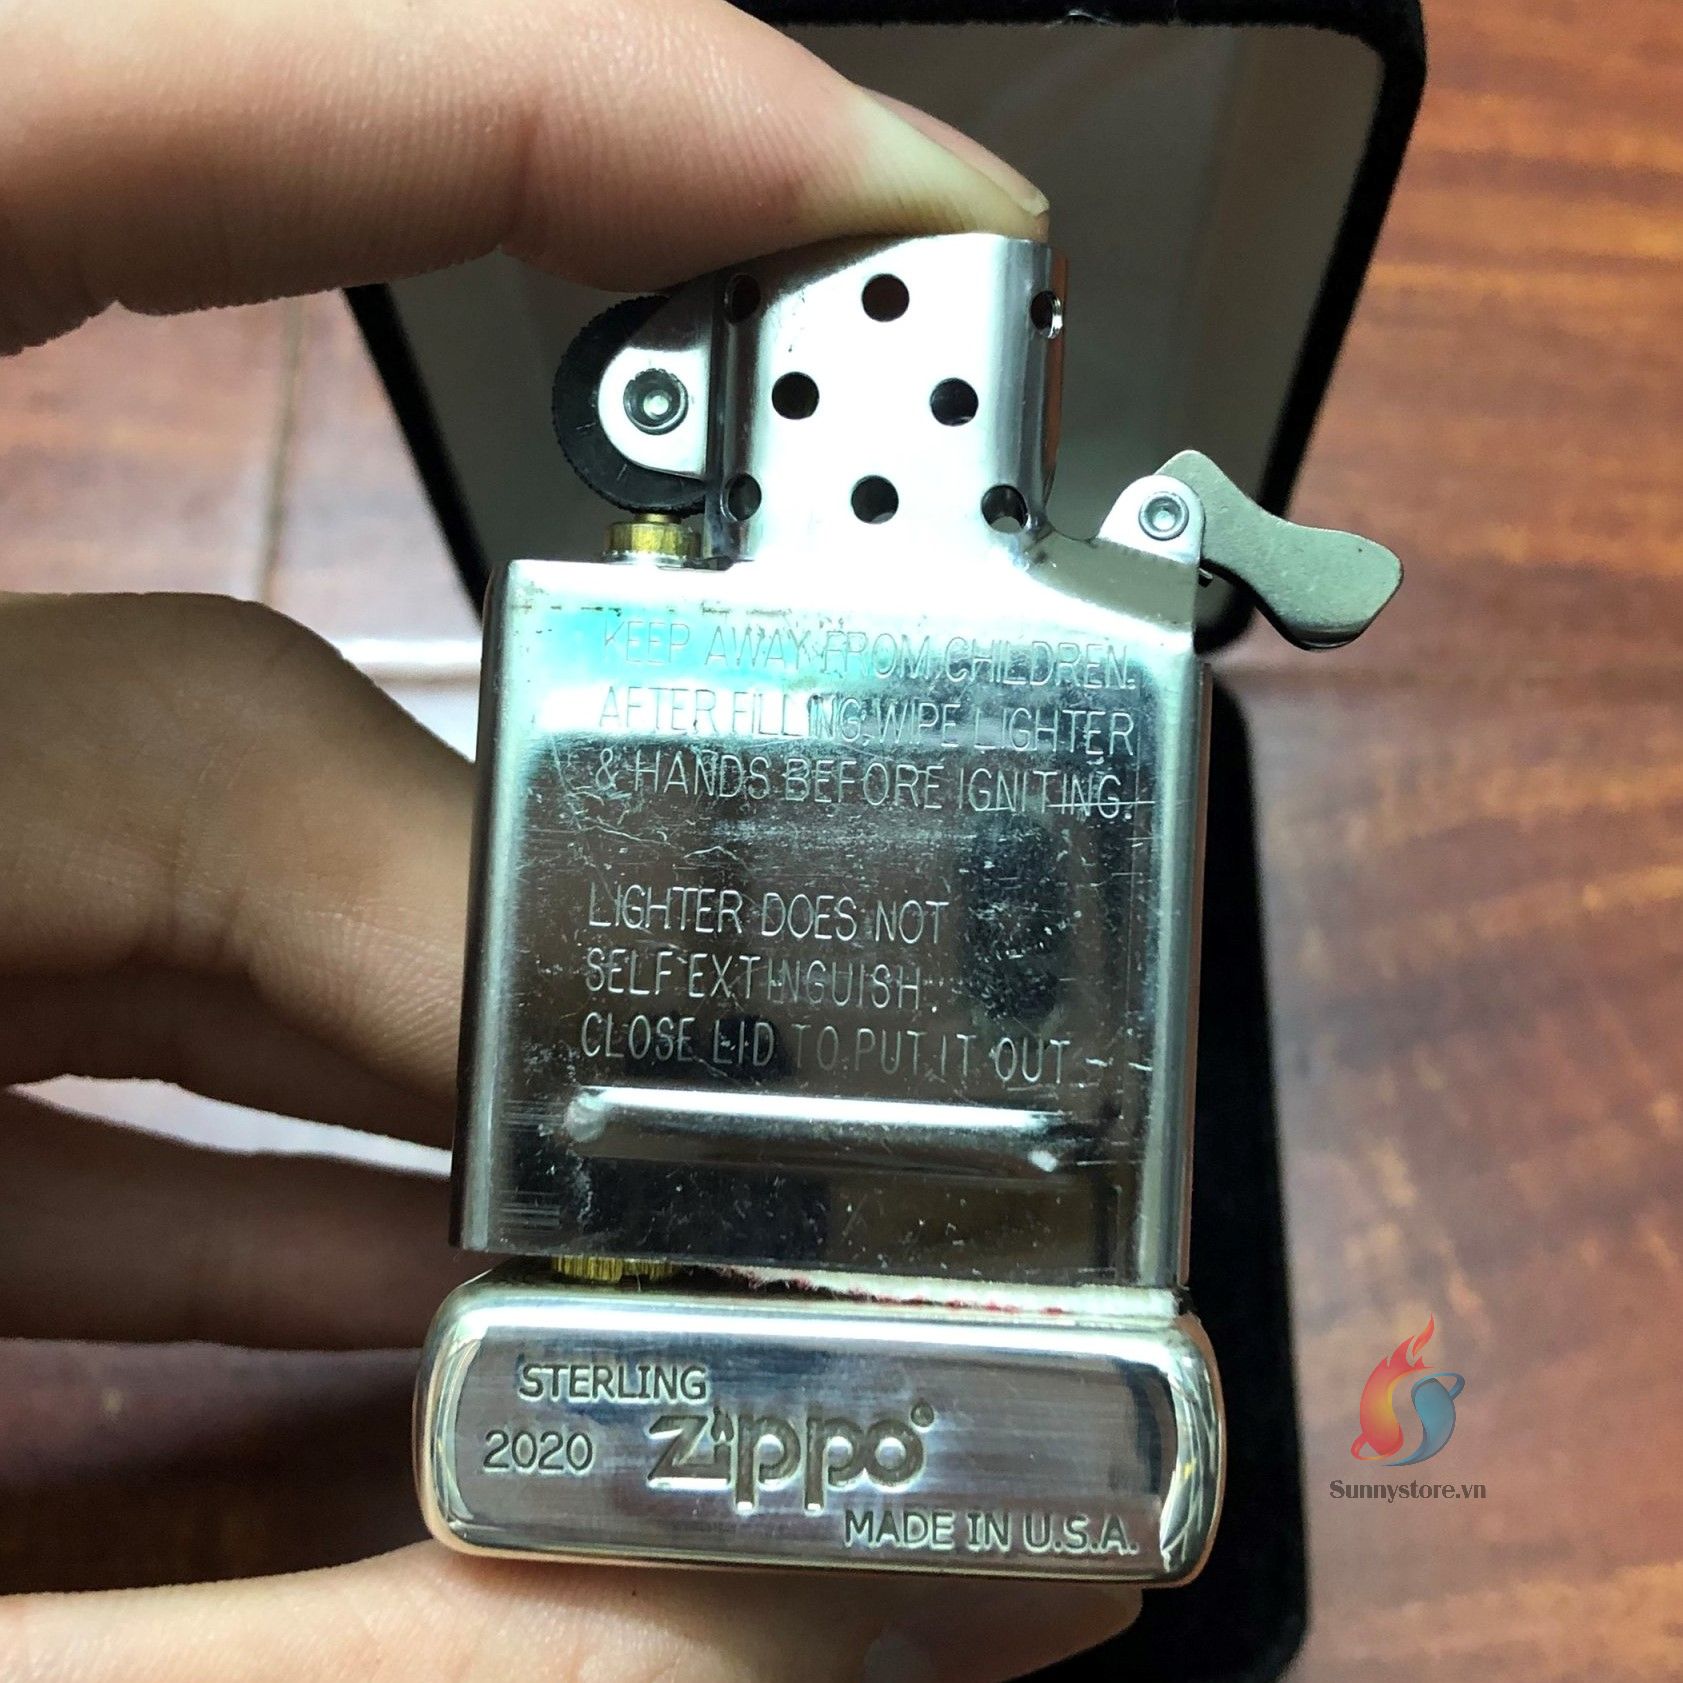 KEEP AWAY FROM CHILDREN.
AFTER FILLING, WIPE LIGHTER
& HANDS BEFORE IGNITING.
LIGHTER DOES NOT
SELF EXTINGUISH.
CLOSE LID TO PUT IT OUT
STERLING
2020 Zippo®
MADE IN U.S.A.
Sunnystore.vn